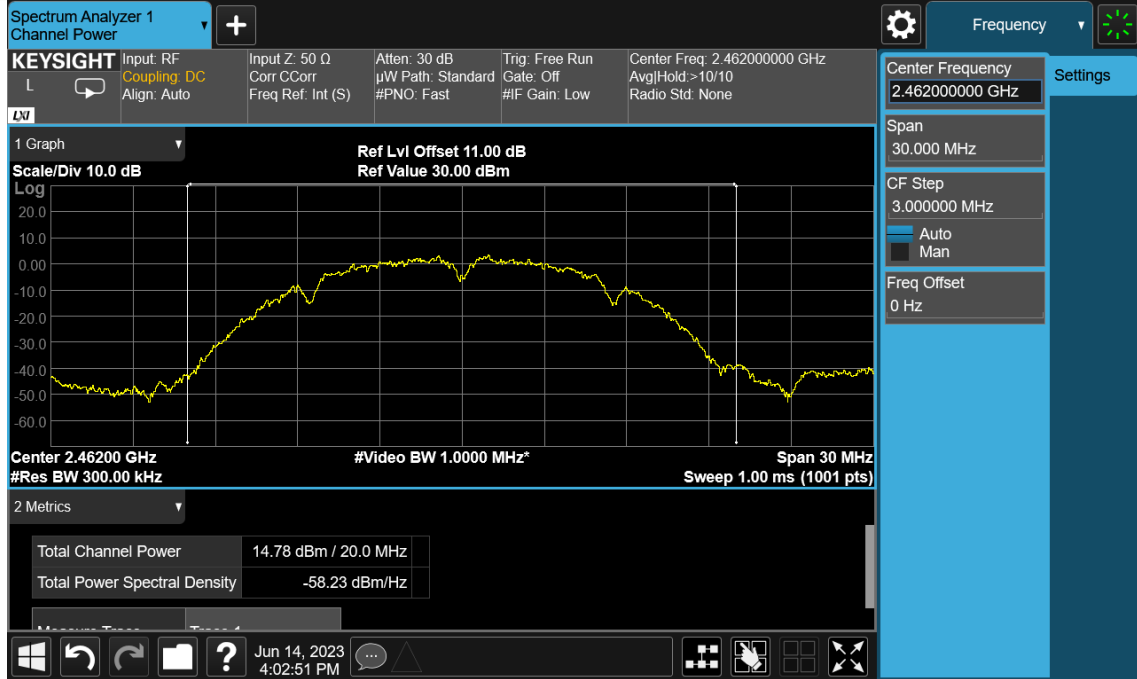 Spectrum Analyzer 1
Channel Power
Frequency
KEYSIGHT
L
LXI
Input: RF
Coupling: DC
Align: Auto
Input Z: 50 Ω
Corr CCorr
Freq Ref: Int (S)
Atten: 30 dB
µW Path: Standard
#PNO: Fast
Trig: Free Run
Gate: Off
#IF Gain: Low
Center Freq: 2.462000000 GHz
Avg|Hold:>10/10
Radio Std: None
Center Frequency
2.462000000 GHz
Settings
Span
30.000 MHz
CF Step
3.000000 MHz
Auto
Man
Freq Offset
0 Hz
1 Graph
Scale/Div 10.0 dB
Ref Lvl Offset 11.00 dB
Ref Value 30.00 dBm
Log
20.0
10.0
0.00
-10.0
-20.0
-30.0
-40.0
-50.0
-60.0
Center 2.46200 GHz
#Video BW 1.0000 MHz*
Span 30 MHz
#Res BW 300.00 kHz
Sweep 1.00 ms (1001 pts)
2 Metrics
Total Channel Power 14.78 dBm / 20.0 MHz
Total Power Spectral Density -58.23 dBm/Hz
Measure Trace Trace 1
?
Jun 14, 2023
4:02:51 PM